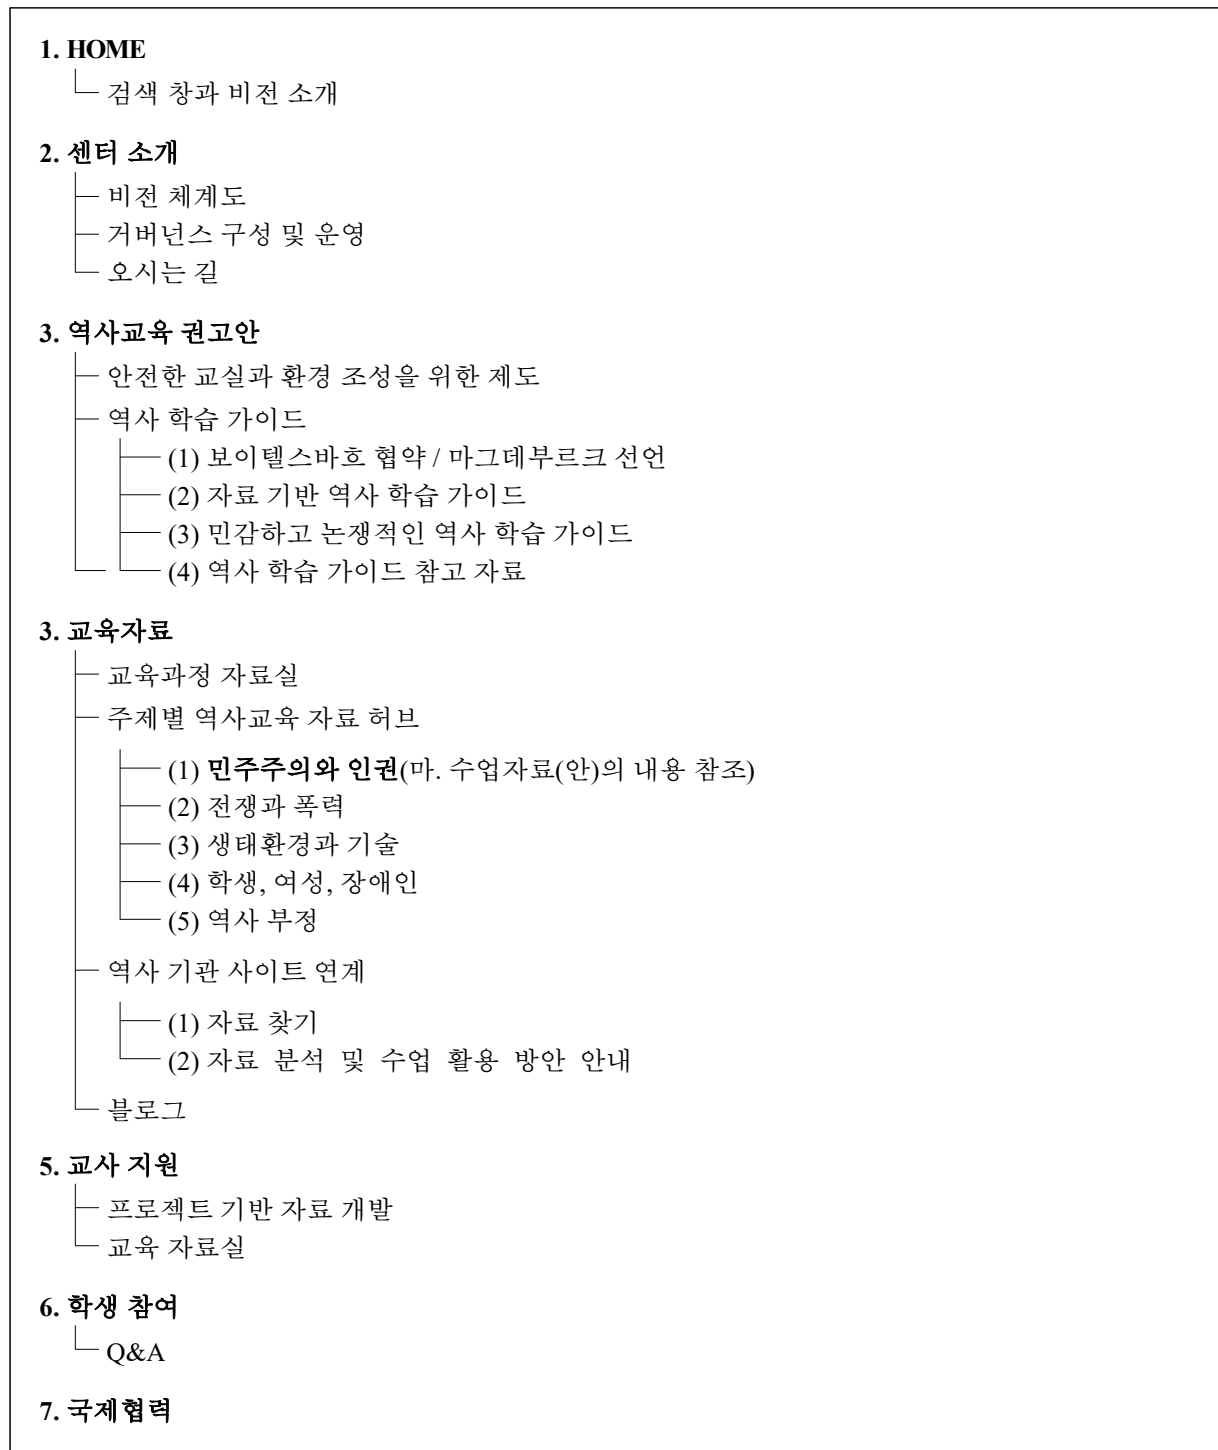 1. HOME
검색 창과 비전 소개
2. 센터 소개
비전 체계도
거버넌스 구성 및 운영
오시는 길
3. 역사교육 권고안
안전한 교실과 환경 조성을 위한 제도
역사 학습 가이드
(1) 보이텔스바흐 협약 / 마그데부르크 선언
(2) 자료 기반 역사 학습 가이드
(3) 민감하고 논쟁적인 역사 학습 가이드
(4) 역사 학습 가이드 참고 자료
3. 교육자료
교육과정 자료실
주제별 역사교육 자료 허브
(1) 민주주의와 인권(마. 수업자료(안)의 내용 참조)
(2) 전쟁과 폭력
(3) 생태환경과 기술
(4) 학생, 여성, 장애인
(5) 역사 부정
역사 기관 사이트 연계
(1) 자료 찾기
(2) 자료 분석 및 수업 활용 방안 안내
블로그
5. 교사 지원
프로젝트 기반 자료 개발
교육 자료실
6. 학생 참여
Q&A
7. 국제협력